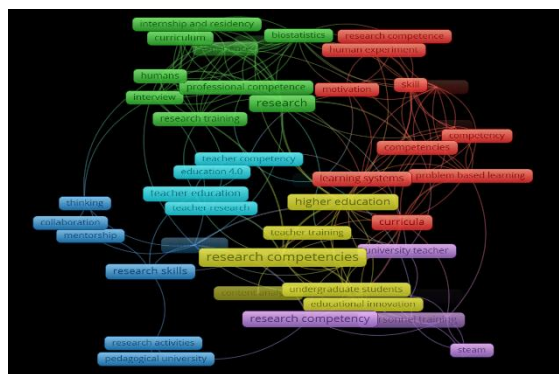 internship and residency
curriculum
biostatistics
research competence
human experiment
humans
professional competence
motivation
skill
interview
research
research training
competency
competencies
teacher competency
education 4.0
learning systems
problem based learning
teacher education
thinking
higher education
teacher research
collaboration
curricula
mentorship
teacher training
university teacher
research competencies
research skills
undergraduate students
educational innovation
research competency
research activities
steam
pedagogical university